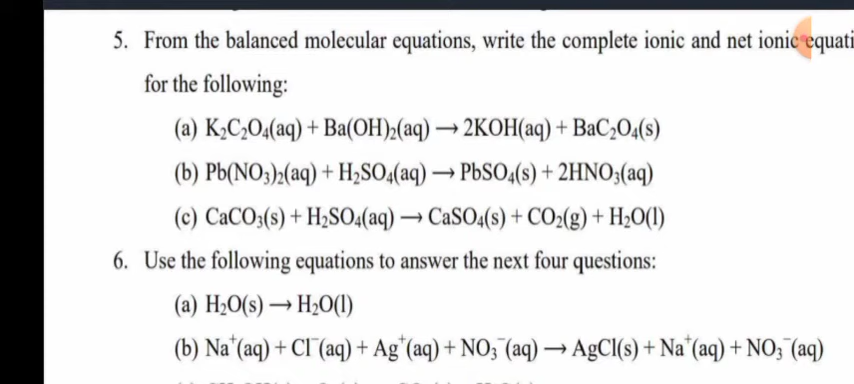 5. From the balanced molecular equations, write the complete ionic and net ionic equati
for the following:
(a) K₂C₂O₄(aq) + Ba(OH)₂(aq) → 2KOH(aq) + BaC₂O₄(s)
(b) Pb(NO₃)₂(aq) + H₂SO₄(aq) → PbSO₄(s) + 2HNO₃(aq)
(c) CaCO₃(s) + H₂SO₄(aq) → CaSO₄(s) + CO₂(g) + H₂O(l)
6. Use the following equations to answer the next four questions:
(a) H₂O(s) → H₂O(l)
(b) Na⁺(aq) + Cl⁻(aq) + Ag⁺(aq) + NO₃⁻(aq) → AgCl(s) + Na⁺(aq) + NO₃⁻(aq)